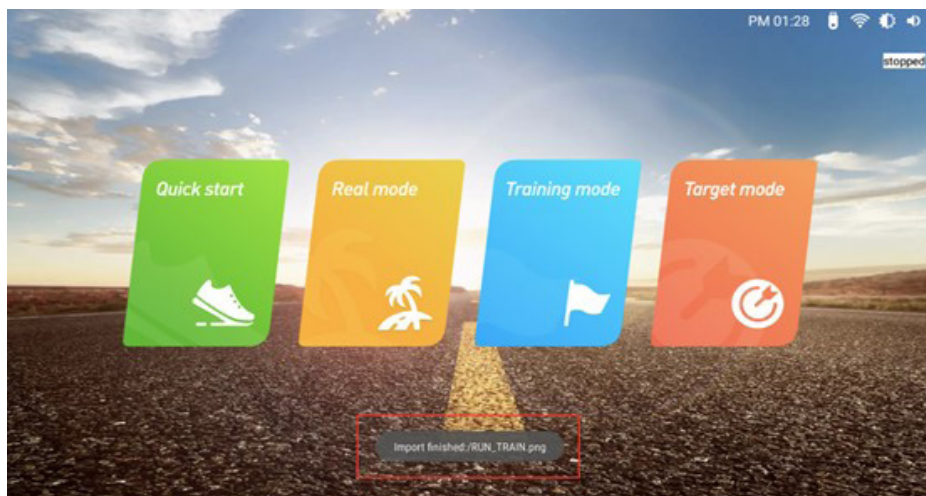 PM 01:28
stopped
Quick start
Real mode
Training mode
Target mode
Import finished:/RUN_TRAIN.png